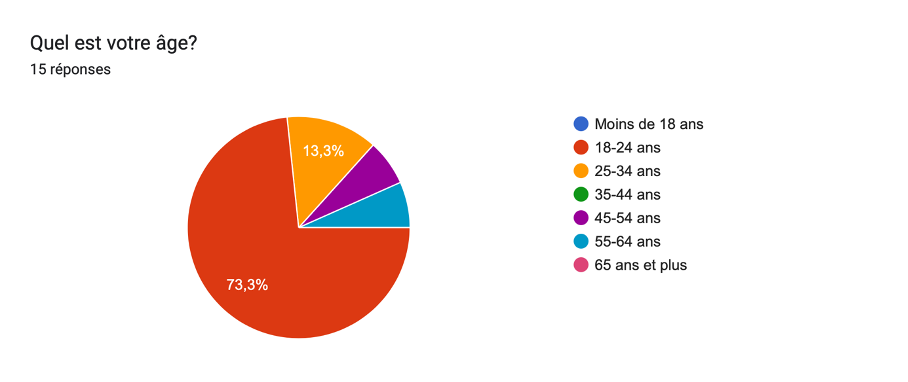 Quel est votre âge?
15 réponses
13,3%
73,3%
Moins de 18 ans
18-24 ans
25-34 ans
35-44 ans
45-54 ans
55-64 ans
65 ans et plus